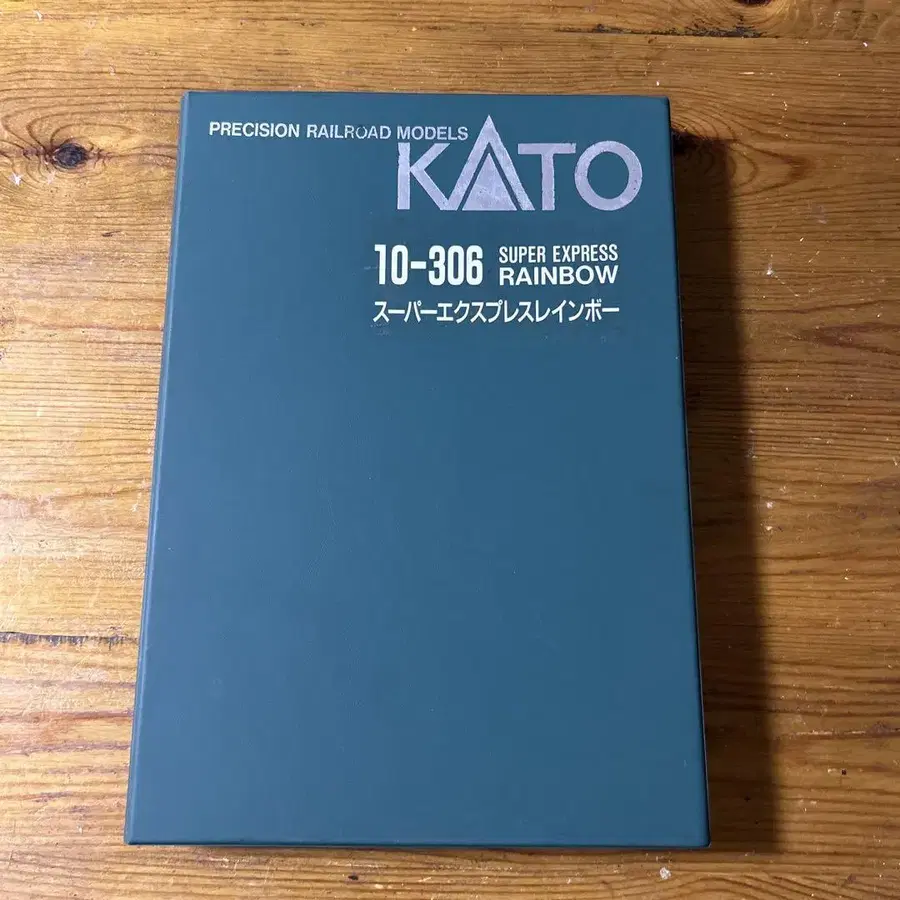 PRECISION RAILROAD MODELS
KATO
10-306 SUPER EXPRESS RAINBOW
スーパーエクスプレスレインボー